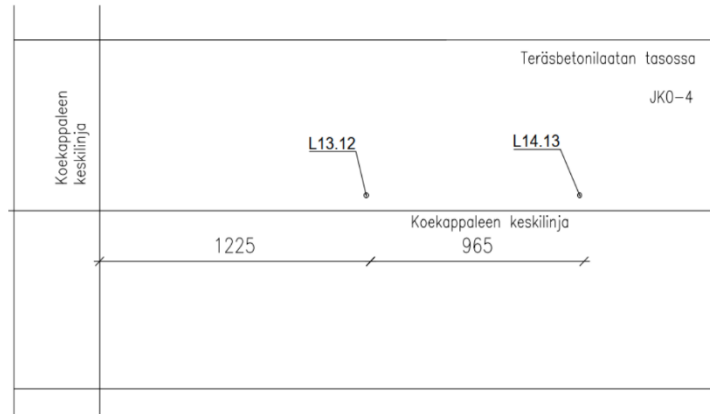 Teräsbetonilaatan tasossa
JKO-4
Koekappaleen
keskilinja
L13.12
L14.13
Koekappaleen keskilinja
1225
965